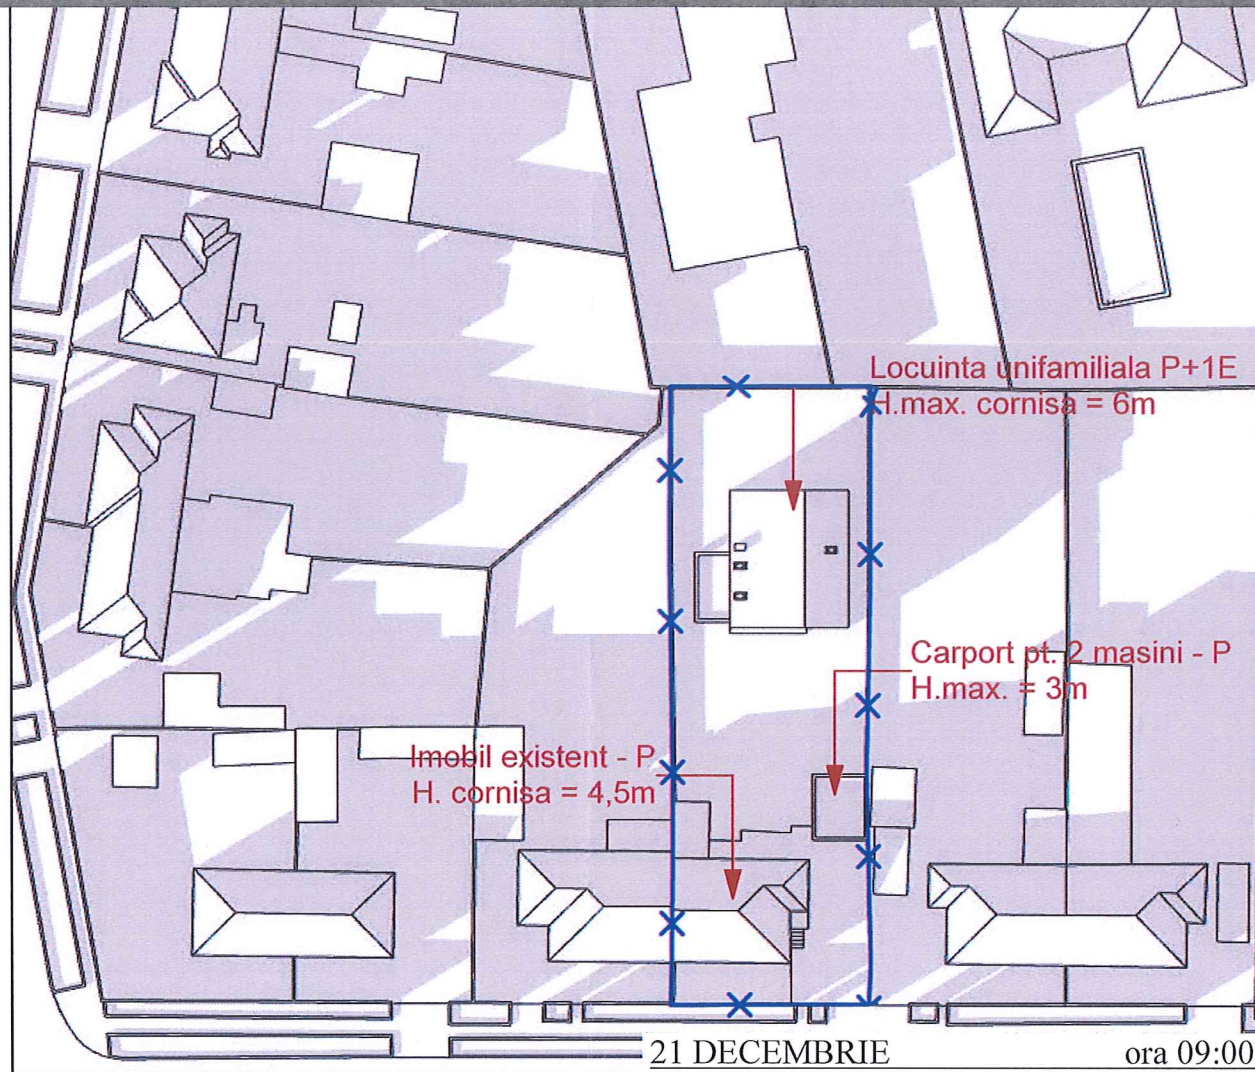 Locuinta unifamiliala P+1E
H.max. cornisa = 6m
Carport pt. 2 masini - P
H.max. = 3m
Imobil existent - P
H. cornisa = 4,5m
21 DECEMBRIE ora 09:00